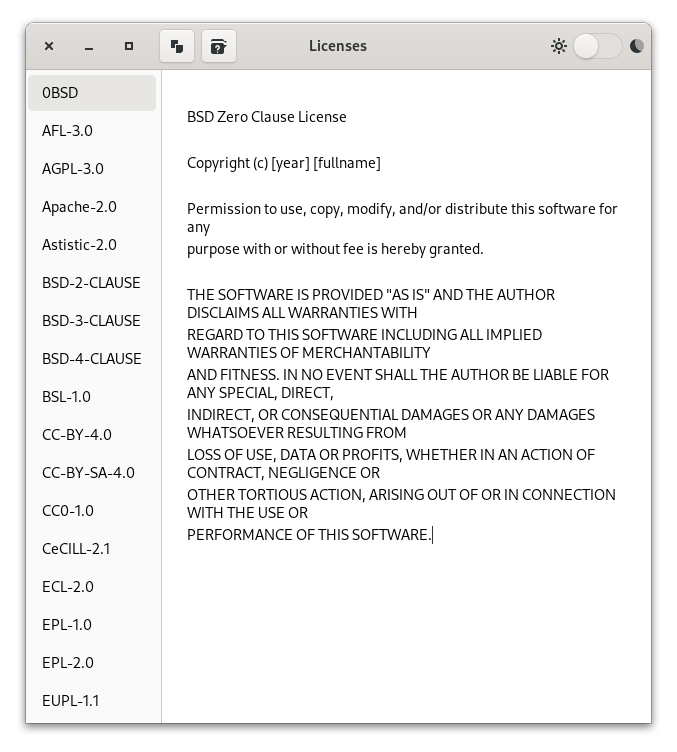 Licenses
0BSD
AFL-3.0
AGPL-3.0
Apache-2.0
Astistic-2.0
BSD-2-CLAUSE
BSD-3-CLAUSE
BSD-4-CLAUSE
BSL-1.0
CC-BY-4.0
CC-BY-SA-4.0
CC0-1.0
CeCILL-2.1
ECL-2.0
EPL-1.0
EPL-2.0
EUPL-1.1
BSD Zero Clause License
Copyright (c) [year] [fullname]
Permission to use, copy, modify, and/or distribute this software for
any
purpose with or without fee is hereby granted.
THE SOFTWARE IS PROVIDED "AS IS" AND THE AUTHOR
DISCLAIMS ALL WARRANTIES WITH
REGARD TO THIS SOFTWARE INCLUDING ALL IMPLIED
WARRANTIES OF MERCHANTABILITY
AND FITNESS. IN NO EVENT SHALL THE AUTHOR BE LIABLE FOR
ANY SPECIAL, DIRECT,
INDIRECT, OR CONSEQUENTIAL DAMAGES OR ANY DAMAGES
WHATSOEVER RESULTING FROM
LOSS OF USE, DATA OR PROFITS, WHETHER IN AN ACTION OF
CONTRACT, NEGLIGENCE OR
OTHER TORTIOUS ACTION, ARISING OUT OF OR IN CONNECTION
WITH THE USE OR
PERFORMANCE OF THIS SOFTWARE.